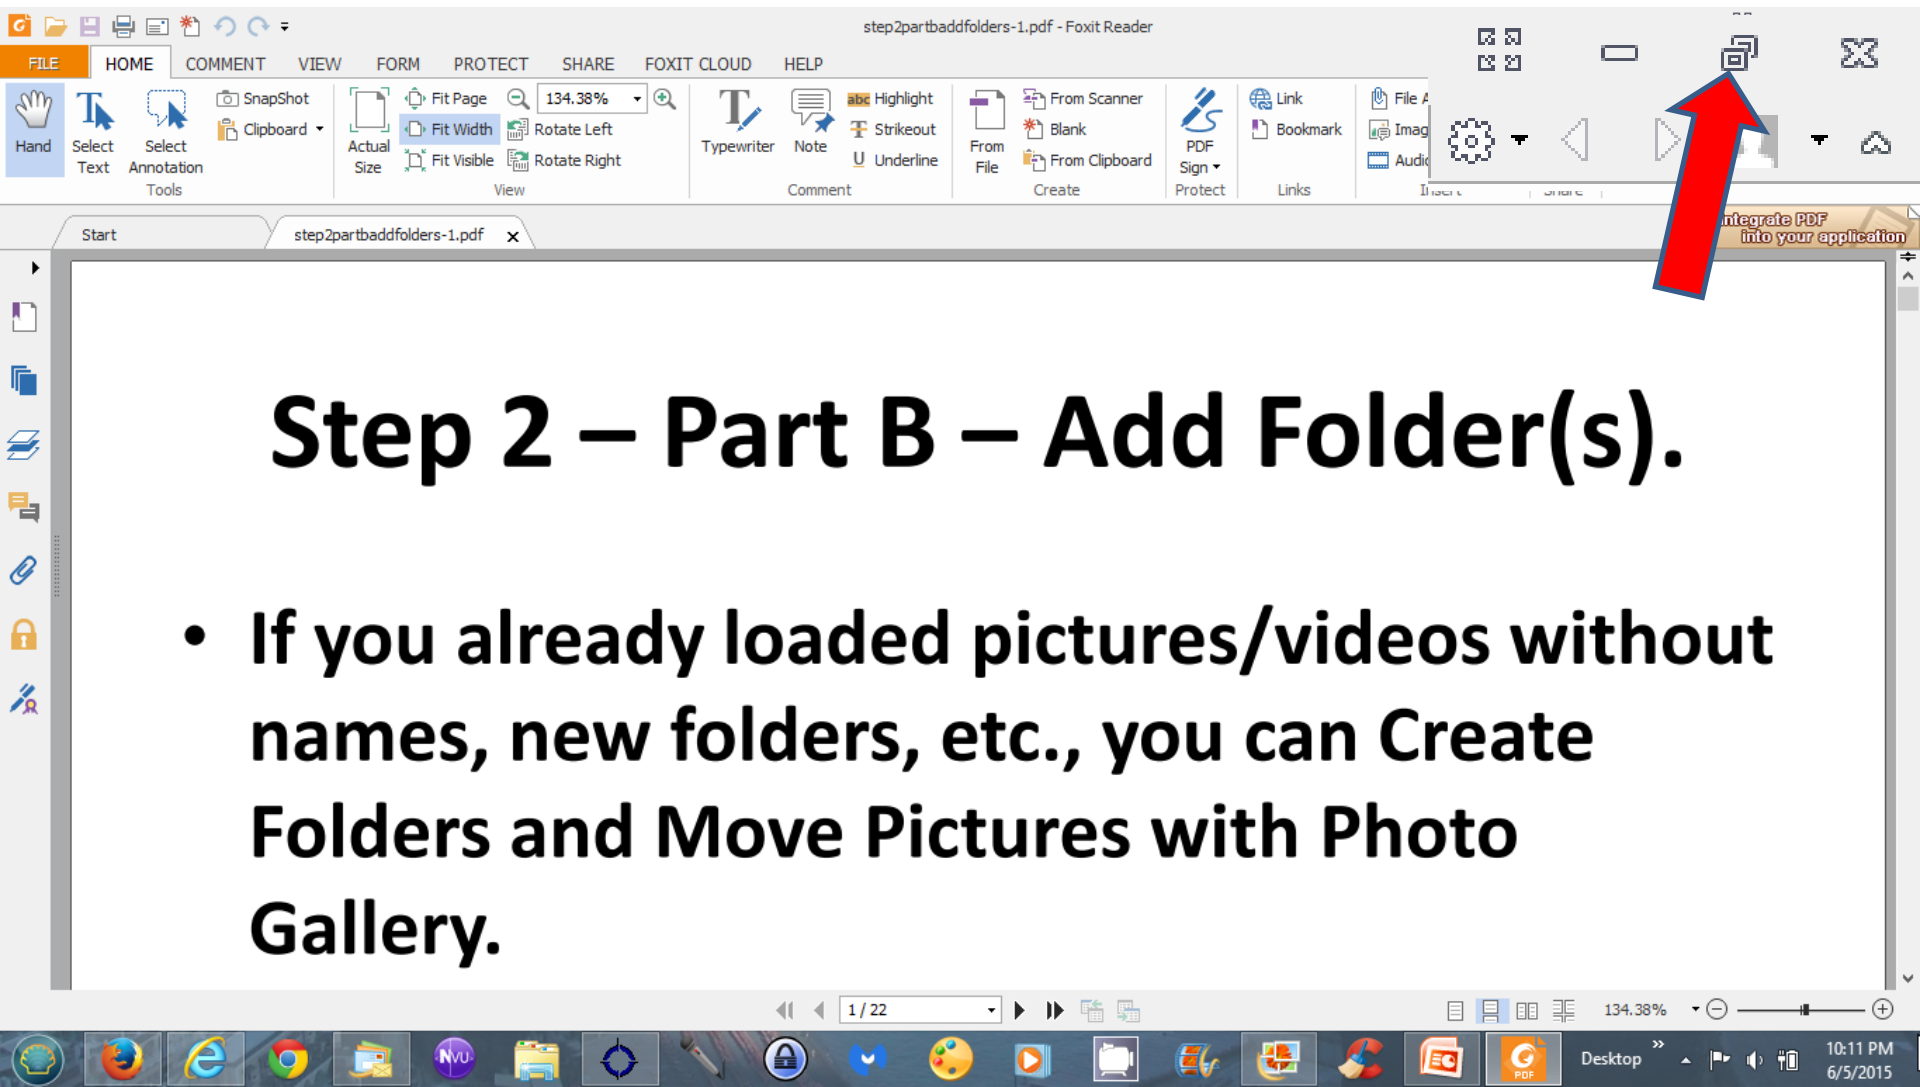 step2partbaddfolders-1.pdf - Foxit Reader
FILE HOME COMMENT VIEW FORM PROTECT SHARE FOXIT CLOUD HELP
SnapShot Fit Page 134.38% abc Highlight From Scanner Link
Clipboard Fit Width Rotate Left Strikeout Blank Bookmark
Hand Select Text Select Annotation Actual Size Fit Visible Rotate Right Typewriter Note U Underline From File From Clipboard PDF Sign
Tools View Comment Create Protect Links Insert Share
Start step2partbaddfolders-1.pdf x
PDF
into your application
Step 2 – Part B – Add Folder(s).
• If you already loaded pictures/videos without
names, new folders, etc., you can Create
Folders and Move Pictures with Photo
Gallery.
1 / 22 134.38%
NVU PDF Desktop 10:11 PM
6/5/2015